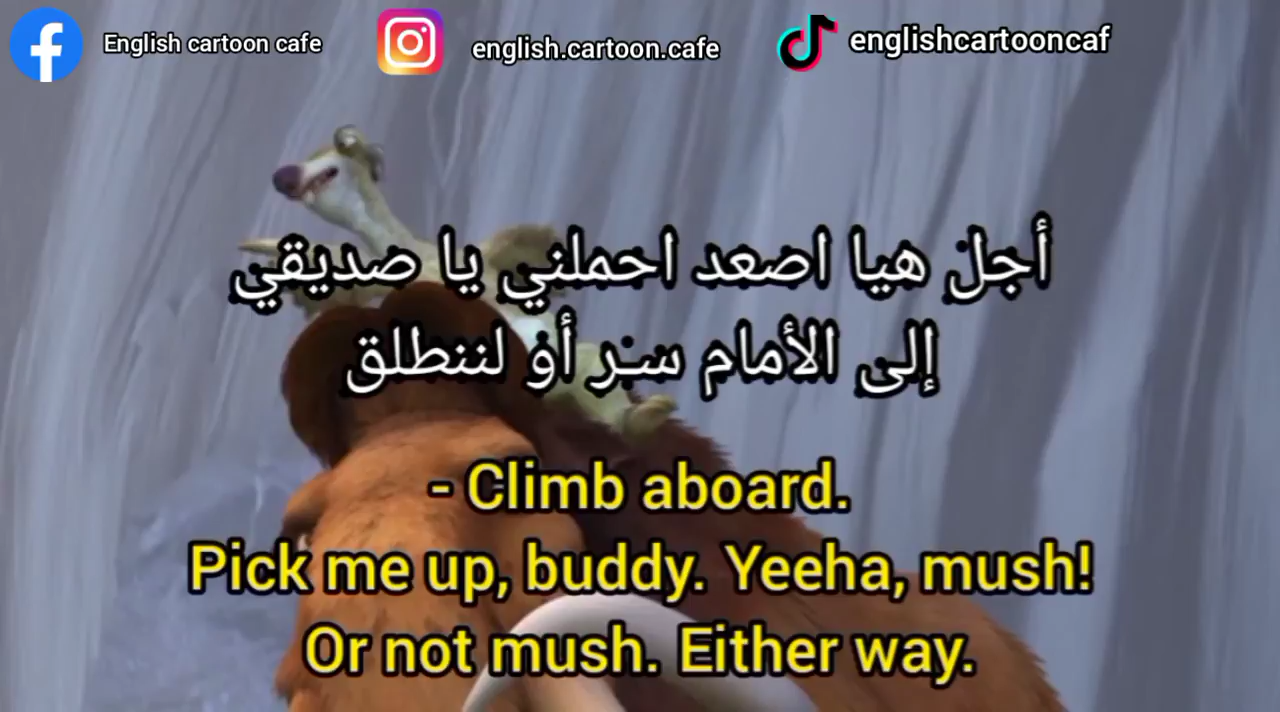 English cartoon cafe
english.cartoon.cafe
englishcartooncaf
أجل هيا اصعد احملني يا صديقي
إلى الأمام سر أو لننطلق
- Climb aboard.
Pick me up, buddy. Yeeha, mush!
Or not mush. Either way.